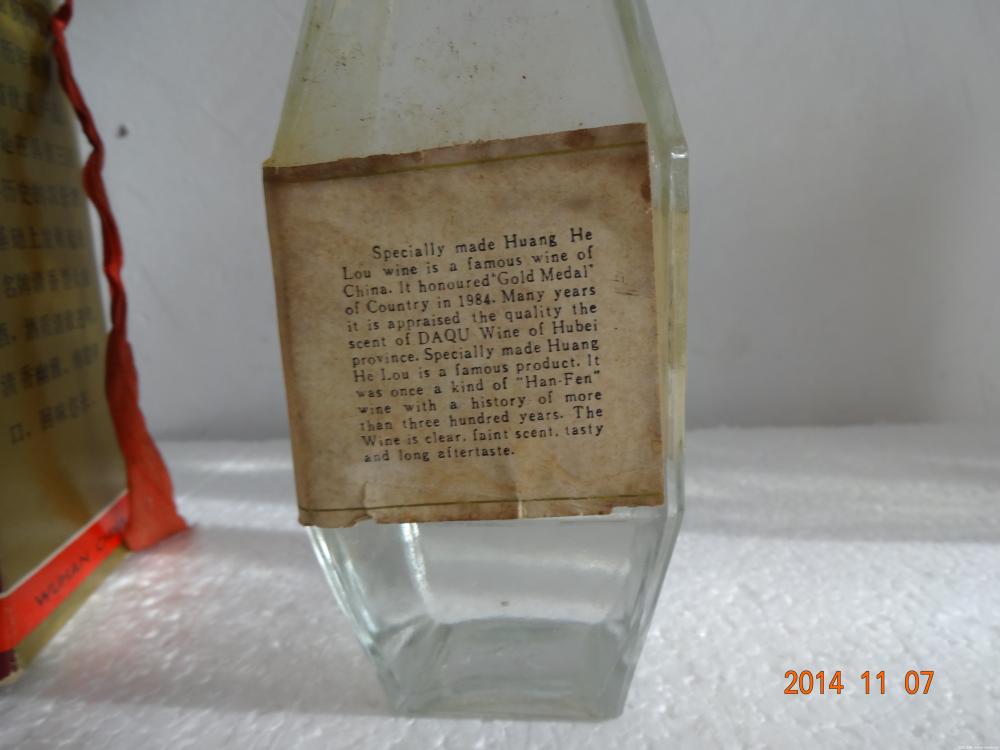 Specially made Huang He
Lou wine is a famous wine of
China. It honoured"Gold Medal"
of Country in 1984. Many years
it is appraised the quality the
scent of DAQU Wine of Hubei
province. Specially made Huang
He Lou is a famous product. It
was once a kind of "Han-Fen"
wine with a history of more
than three hundred years. The
Wine is clear, faint scent, tasty
and long aftertaste.
WUHAN
2014 11 07